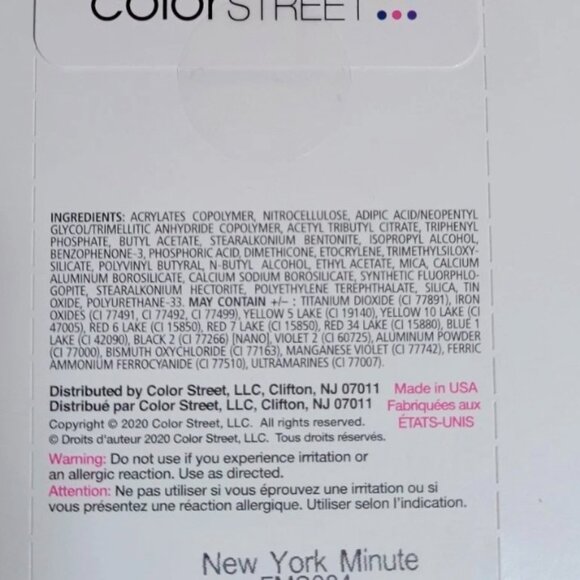 color STREET
INGREDIENTS: ACRYLATES COPOLYMER, NITROCELLULOSE, ADIPIC ACID/NEOPENTYL
GLYCOL/TRIMELLITIC ANHYDRIDE COPOLYMER, ACETYL TRIBUTYL CITRATE, TRIPHENYL
PHOSPHATE, BUTYL ACETATE, STEARALKONIUM BENTONITE, ISOPROPYL ALCOHOL,
BENZOPHENONE-3, PHOSPHORIC ACID, DIMETHICONE, ETOCRYLENE, TRIMETHYLSILOXY-
SILICATE, POLYVINYL BUTYRAL, N-BUTYL ALCOHOL, ETHYL ACETATE, MICA, CALCIUM
ALUMINUM BOROSILICATE, CALCIUM SODIUM BOROSILICATE, SYNTHETIC FLUORPHLO-
GOPITE, STEARALKONIUM HECTORITE, POLYETHYLENE TEREPHTHALATE, SILICA, TIN
OXIDE, POLYURETHANE-33. MAY CONTAIN +/– : TITANIUM DIOXIDE (CI 77891), IRON
OXIDES (CI 77491, CI 77492, CI 77499), YELLOW 5 LAKE (CI 19140), YELLOW 10 LAKE (CI
47005), RED 6 LAKE (CI 15850), RED 7 LAKE (CI 15850), RED 34 LAKE (CI 15880), BLUE 1
LAKE (CI 42090), BLACK 2 (CI 77266) [NANO], VIOLET 2 (CI 60725), ALUMINUM POWDER
(CI 77000), BISMUTH OXYCHLORIDE (CI 77163), MANGANESE VIOLET (CI 77742), FERRIC
AMMONIUM FERROCYANIDE (CI 77510), ULTRAMARINES (CI 77007).
Distributed by Color Street, LLC, Clifton, NJ 07011 Made in USA
Distribué par Color Street, LLC, Clifton, NJ 07011 Fabriquées aux
Copyright © 2020 Color Street, LLC. All rights reserved. ÉTATS-UNIS
© Droits d'auteur 2020 Color Street, LLC. Tous droits réservés.
Warning: Do not use if you experience irritation or
an allergic reaction. Use as directed.
Attention: Ne pas utiliser si vous éprouvez une irritation ou si
vous présentez une réaction allergique. Utiliser selon l'indication.
New York Minute